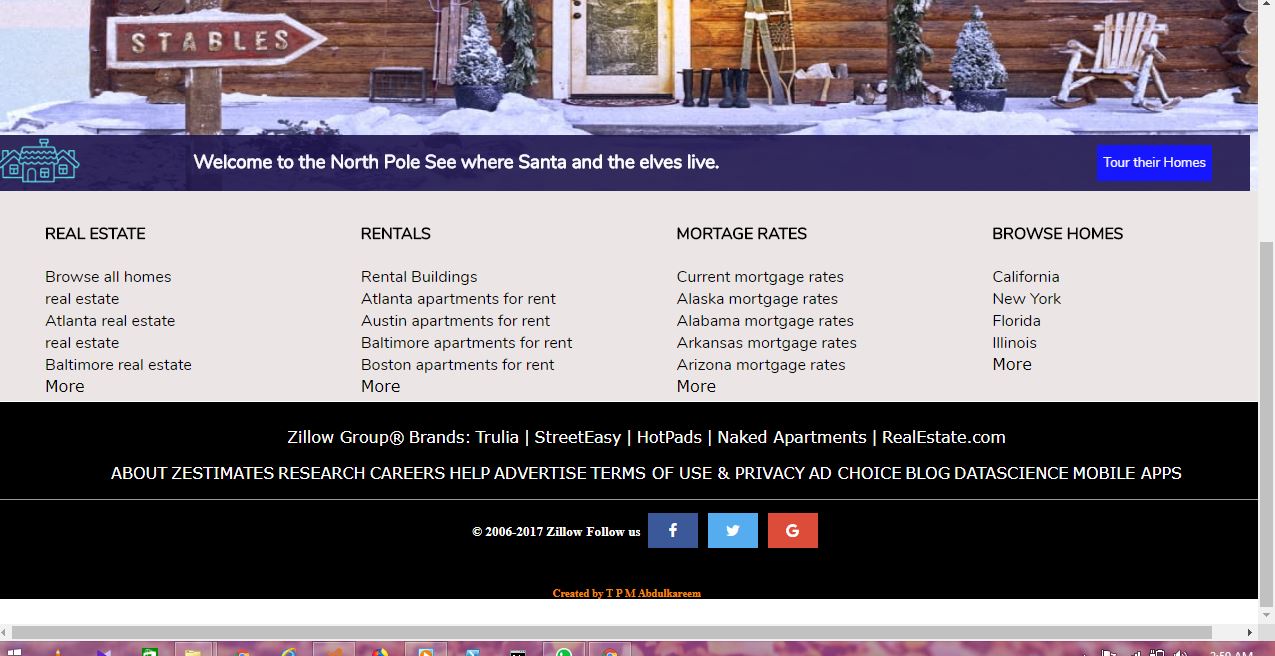 STABLES
Welcome to the North Pole See where Santa and the elves live.
Tour their Homes
REAL ESTATE
Browse all homes
real estate
Atlanta real estate
real estate
Baltimore real estate
More
RENTALS
Rental Buildings
Atlanta apartments for rent
Austin apartments for rent
Baltimore apartments for rent
Boston apartments for rent
More
MORTAGE RATES
Current mortgage rates
Alaska mortgage rates
Alabama mortgage rates
Arkansas mortgage rates
Arizona mortgage rates
More
BROWSE HOMES
California
New York
Florida
Illinois
More
Zillow Group® Brands: Trulia | StreetEasy | HotPads | Naked Apartments | RealEstate.com
ABOUT ZESTIMATES RESEARCH CAREERS HELP ADVERTISE TERMS OF USE & PRIVACY AD CHOICE BLOG DATASCIENCE MOBILE APPS
© 2006-2017 Zillow Follow us
Created by T P M Abdulkareem